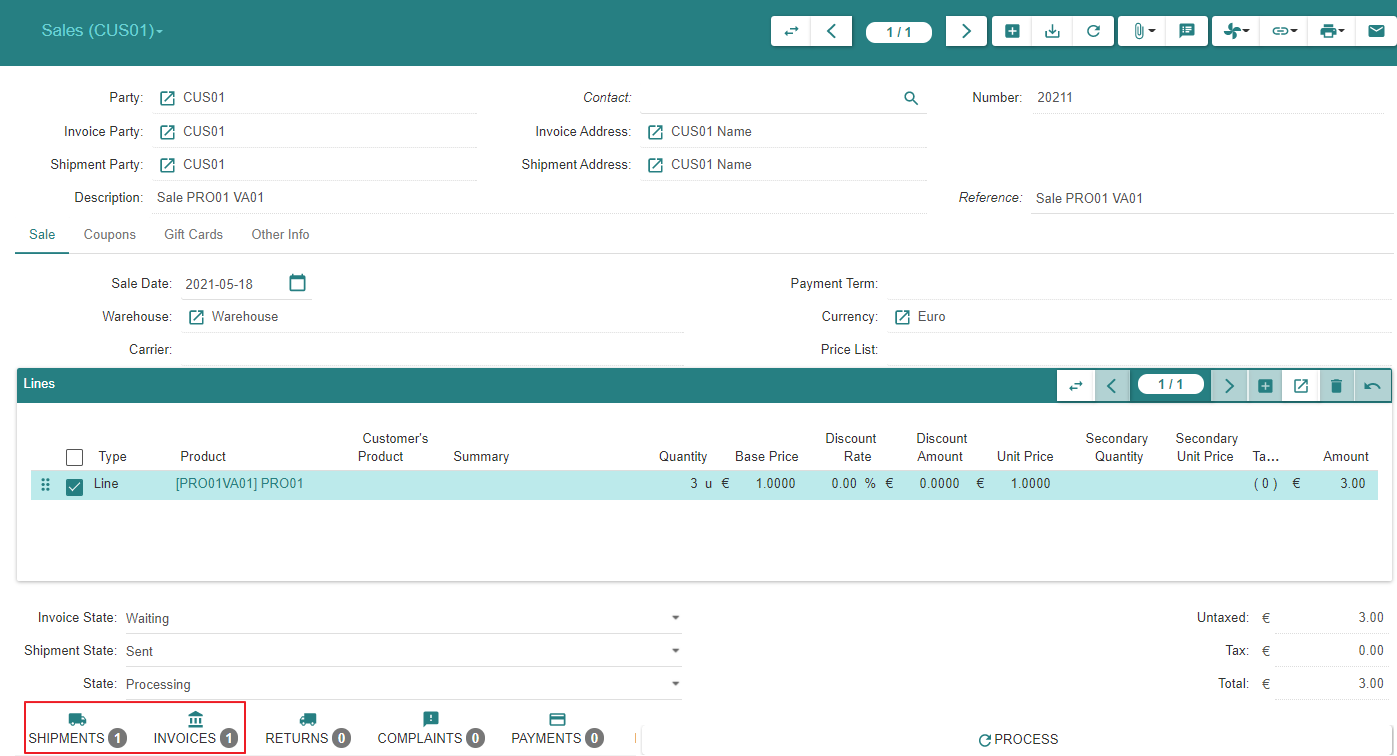 Sales (CUS01)
1 / 1
Party: CUS01 Contact: Number: 20211
Invoice Party: CUS01 Invoice Address: CUS01 Name
Shipment Party: CUS01 Shipment Address: CUS01 Name
Description: Sale PRO01 VA01 Reference: Sale PRO01 VA01
Sale Coupons Gift Cards Other Info
Sale Date: 2021-05-18 Payment Term:
Warehouse: Warehouse Currency: Euro
Carrier: Price List:
Lines 1 / 1
Customer's Discount Discount Secondary Secondary
Type Product Product Summary Quantity Base Price Rate Amount Unit Price Quantity Unit Price Ta... Amount
Line [PRO01VA01] PRO01 3 u € 1.0000 0.00 % € 0.0000 € 1.0000 ( 0 ) € 3.00
Invoice State: Waiting Untaxed: € 3.00
Shipment State: Sent Tax: € 0.00
State: Processing Total: € 3.00
SHIPMENTS 1 INVOICES 1 RETURNS 0 COMPLAINTS 0 PAYMENTS 0 PROCESS